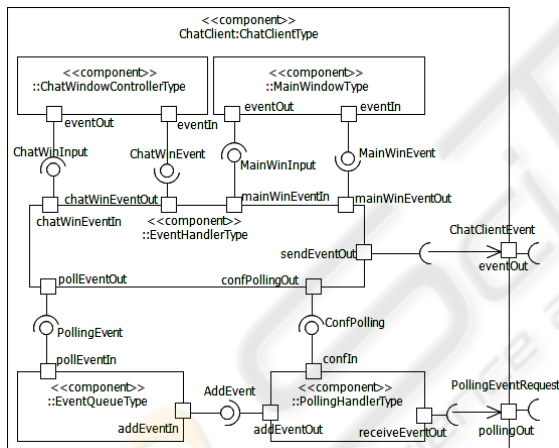 <<component>>
ChatClient:ChatClientType
<<component>>
::ChatWindowControllerType
<<component>>
::MainWindowType
eventOut
eventIn
eventOut
eventIn
ChatWinInput
ChatWinEvent
MainWinInput
MainWinEvent
chatWinEventOut
mainWinEventIn
mainWinEventOut
chatWinEventIn
<<component>>
::EventHandlerType
sendEventOut
ChatClientEvent
eventOut
pollEventOut
confPollingOut
PollingEvent
ConfPolling
pollEventIn
confIn
<<component>>
::EventQueueType
AddEvent
<<component>>
::PollingHandlerType
PollingEventRequest
addEventIn
addEventOut
receiveEventOut
pollingOut